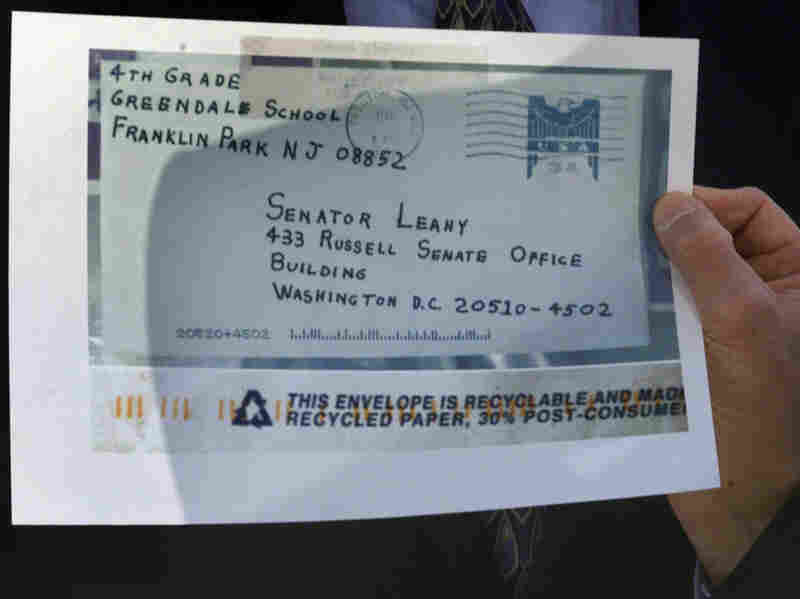 4TH GRADE
GREENDALE SCHOOL
FRANKLIN PARK NJ 08852
SENATOR LEAHY
433 RUSSELL SENATE OFFICE
BUILDING
WASHINGTON D.C. 20510-4502
20520+4502
THIS ENVELOPE IS RECYCLABLE AND MADE
RECYCLED PAPER, 30% POST-CONSUME